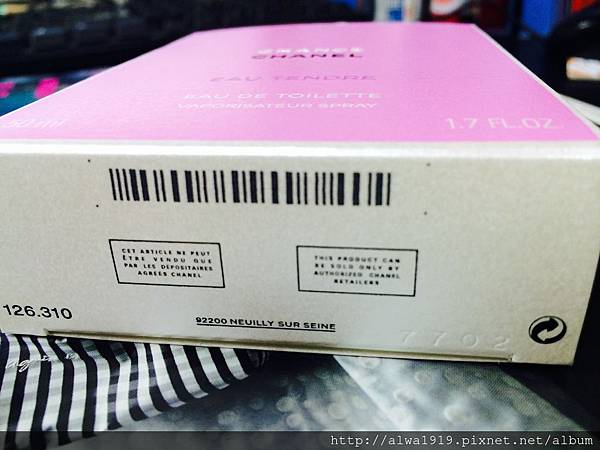 CHANCE
CHANEL
EAU TENDRE
EAU DE TOILETTE
VAPORISATEUR SPRAY
50 ml
1.7 FL.OZ.
CET ARTICLE NE PEUT
ÊTRE VENDU QUE
PAR LES DÉPOSITAIRES
AGRÉÉS CHANEL
THIS PRODUCT CAN
BE SOLD ONLY BY
AUTHORIZED CHANEL
RETAILERS
126.310
92200 NEUILLY SUR SEINE
7702
http://alwa1919.pixnet.net/album